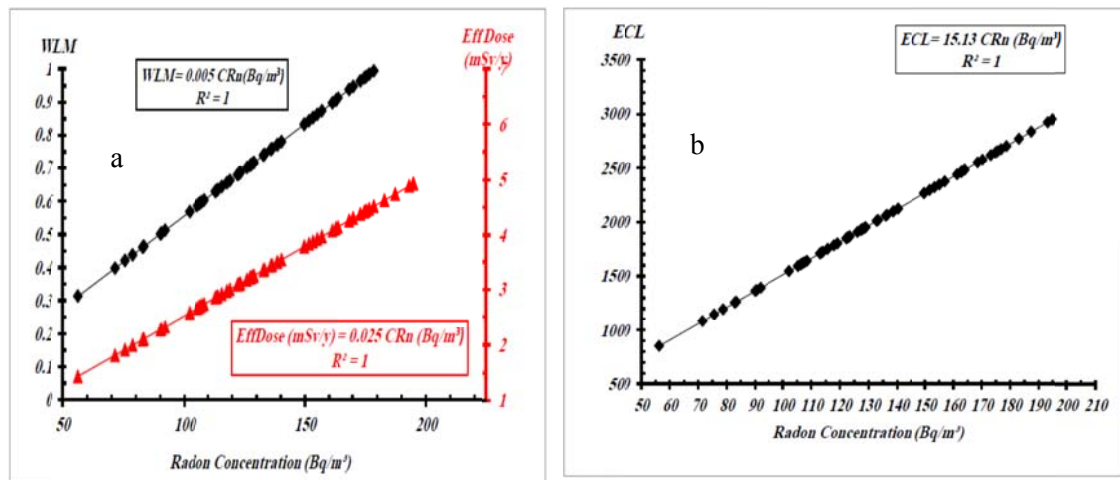 WLM
Eff Dose
(mSv/y)
WLM= 0.005 CRn(Bq/m³)
R² = 1
a
1
0.9
0.8
0.7
0.6
0.5
0.4
0.3
0.2
0.1
0
7
6
5
4
3
2
1
EffDose (mSv/y) = 0.025 CRn (Bq/m³)
R² = 1
50 100 150 200
Radon Concentration (Bq/m³)
ECL
ECL= 15.13 CRn (Bq/m³)
R² = 1
b
3500
3000
2500
2000
1500
1000
500
50 60 70 80 90 100 110 120 130 140 150 160 170 180 190 200 210
Radon Concentration (Bq/m³)